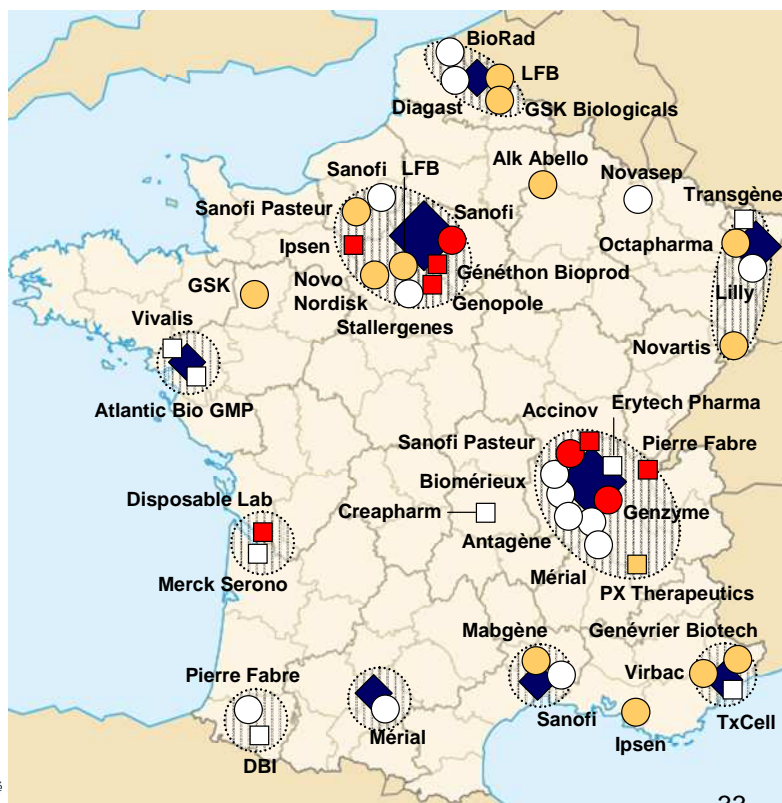 BioRad
LFB
Diagast
GSK Biologicals
Alk Abello
Novasep
Sanofi
LFB
Transgène
Sanofi Pasteur
Sanofi
Ipsen
Octapharma
Généthon Bioprod
GSK
Novo
Nordisk
Genopole
Lilly
Stallergenes
Vivalis
Novartis
Atlantic Bio GMP
Accinov
Erytech Pharma
Sanofi Pasteur
Pierre Fabre
Biomérieux
Disposable Lab
Creapharm
Genzyme
Antagène
Merck Serono
Mérial
PX Therapeutics
Mabgène
Genévrier Biotech
Pierre Fabre
Virbac
Sanofi
TxCell
Mérial
Ipsen
DBI